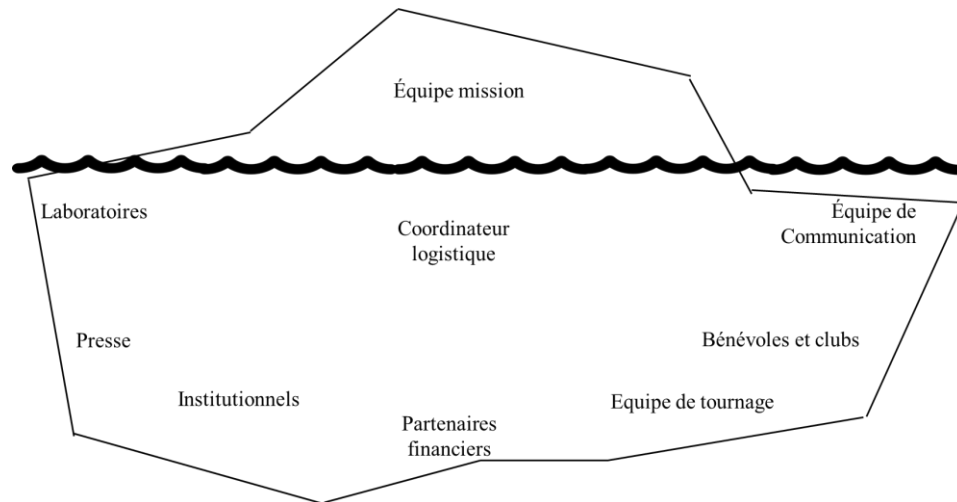 Équipe mission
Laboratoires
Coordinateur
logistique
Équipe de
Communication
Presse
Bénévoles et clubs
Institutionnels
Partenaires
financiers
Equipe de tournage